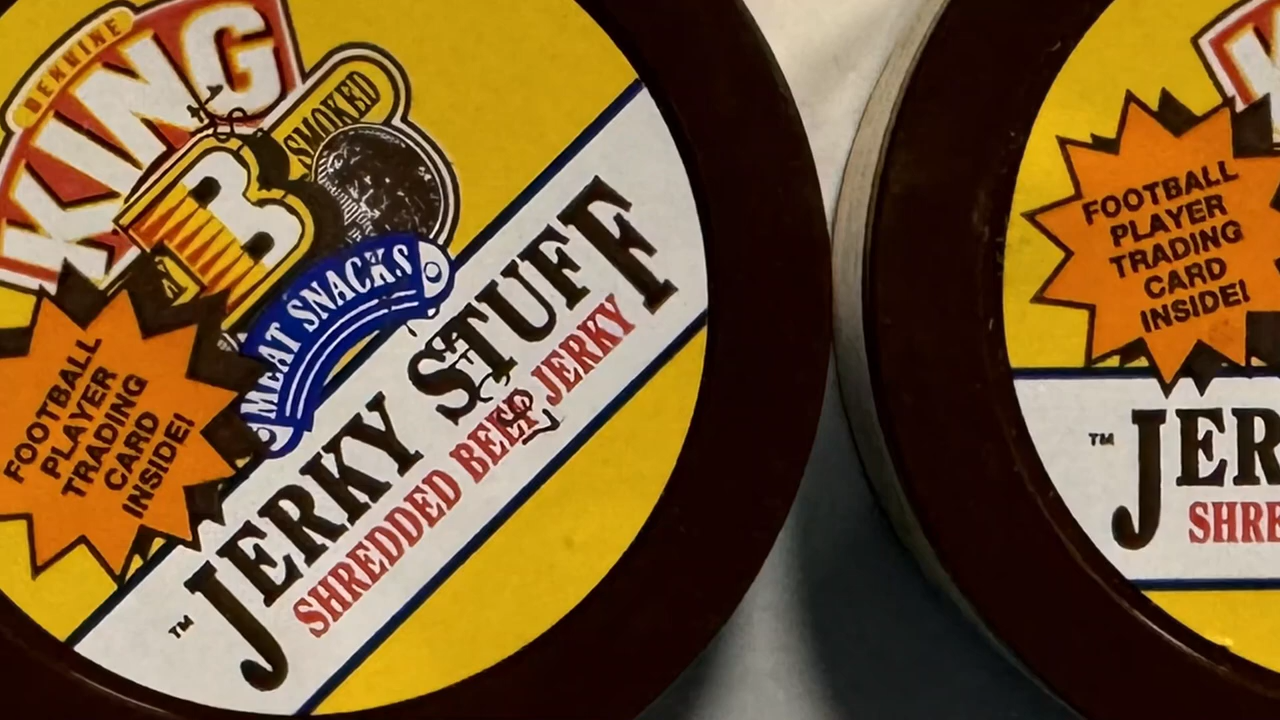 GENUINE
KING
B
SMOKED
MEAT SNACKS
FOOTBALL
PLAYER
TRADING
CARD
INSIDE!
™ JERKY STUFF
SHREDDED BEEF JERKY
FOOTBALL
PLAYER
TRADING
CARD
INSIDE!
K
™ JER
SHRE